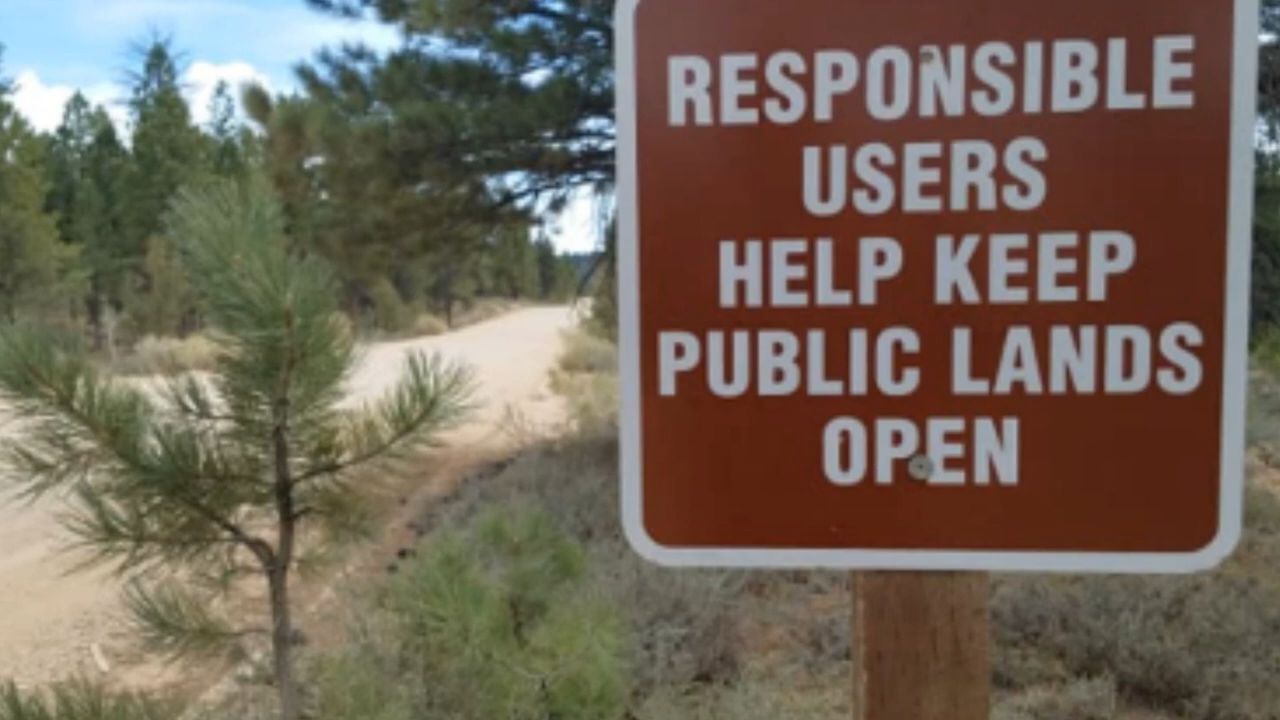 RESPONSIBLE
USERS
HELP KEEP
PUBLIC LANDS
OPEN